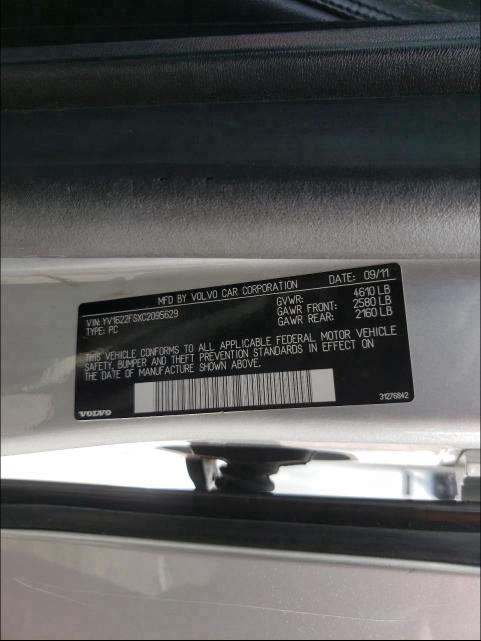 MFD BY VOLVO CAR CORPORATION DATE: 09/11
VIN: YV1622FSXC2095629 GVWR: 4610 LB
TYPE: PC GAWR FRONT: 2580 LB
GAWR REAR: 2160 LB
THIS VEHICLE CONFORMS TO ALL APPLICABLE FEDERAL MOTOR VEHICLE
SAFETY, BUMPER AND THEFT PREVENTION STANDARDS IN EFFECT ON
THE DATE OF MANUFACTURE SHOWN ABOVE.
VOLVO 31276842